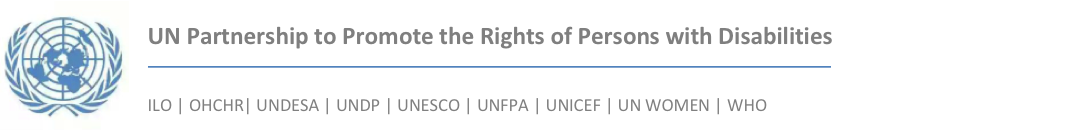 UN Partnership to Promote the Rights of Persons with Disabilities
ILO | OHCHR| UNDESA | UNDP | UNESCO | UNFPA | UNICEF | UN WOMEN | WHO